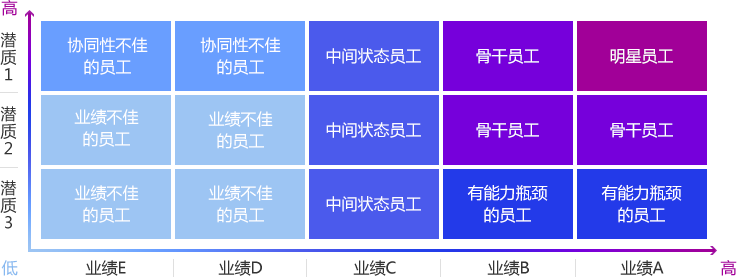 高
潜质1
协同性不佳
的员工
协同性不佳
的员工
中间状态员工
骨干员工
明星员工
潜质2
业绩不佳
的员工
业绩不佳
的员工
中间状态员工
骨干员工
骨干员工
潜质3
业绩不佳
的员工
业绩不佳
的员工
中间状态员工
有能力瓶颈
的员工
有能力瓶颈
的员工
低
业绩E
业绩D
业绩C
业绩B
业绩A
高